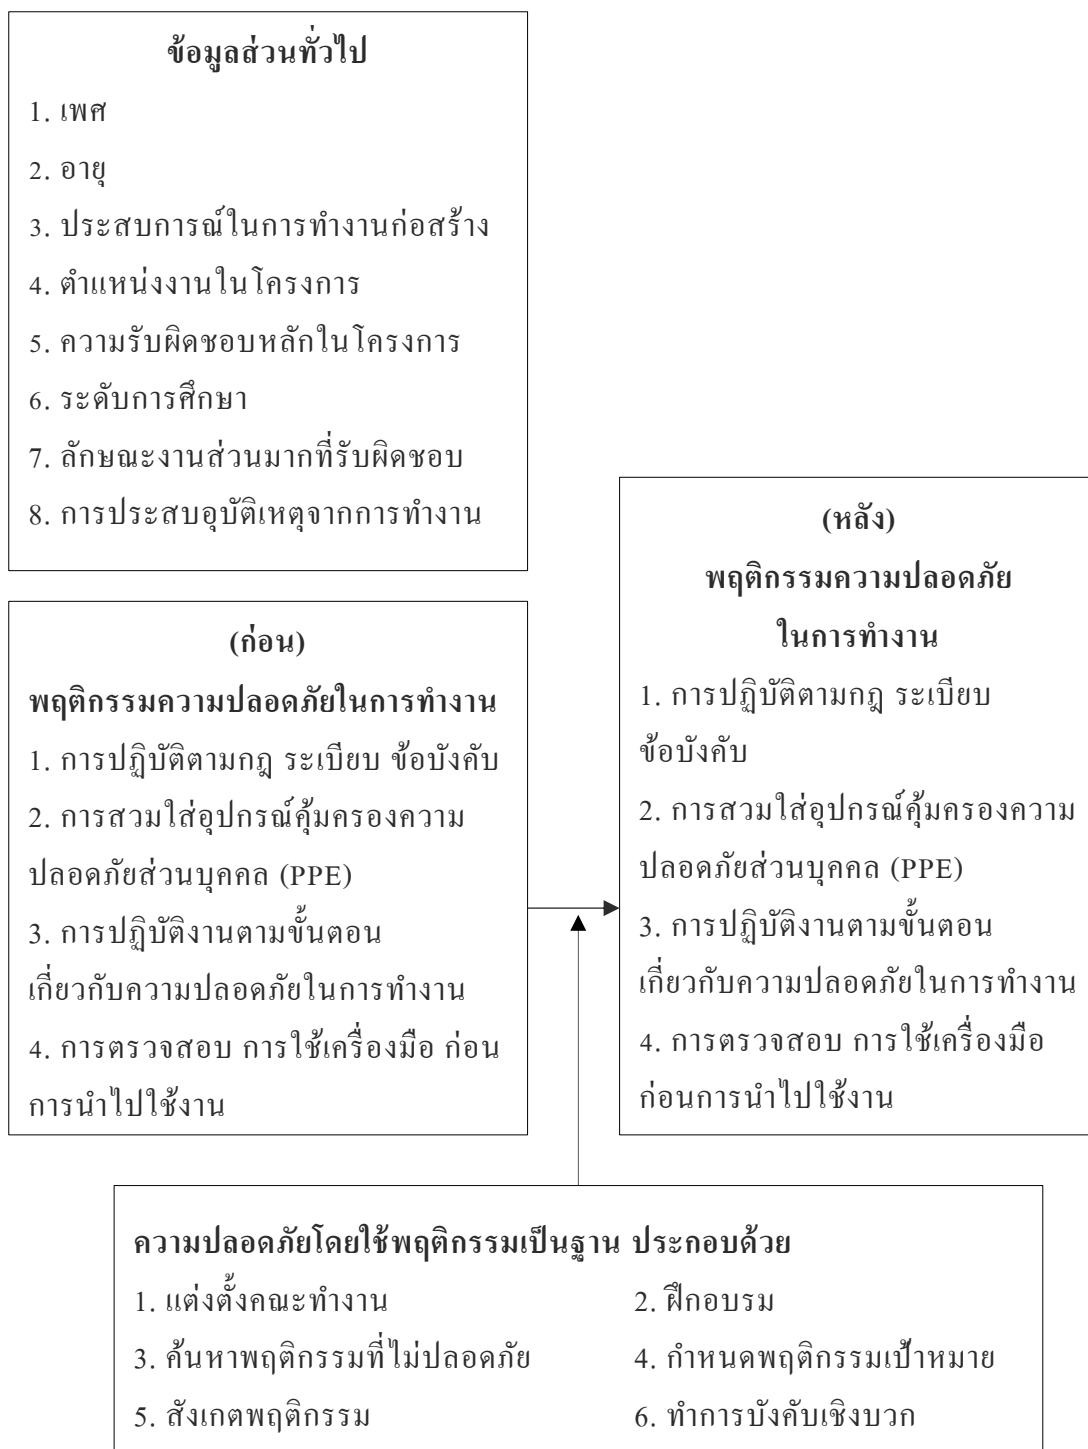 ข้อมูลส่วนทั่วไป
1. เพศ
2. อายุ
3. ประสบการณ์ในการทำงานก่อสร้าง
4. ตำแหน่งงานในโครงการ
5. ความรับผิดชอบหลักในโครงการ
6. ระดับการศึกษา
7. ลักษณะงานส่วนมากที่รับผิดชอบ
8. การประสบอุบัติเหตุจากการทำงาน
(ก่อน)
พฤติกรรมความปลอดภัยในการทำงาน
1. การปฏิบัติตามกฎ ระเบียบ ข้อบังคับ
2. การสวมใส่อุปกรณ์คุ้มครองความ
ปลอดภัยส่วนบุคคล (PPE)
3. การปฏิบัติงานตามขั้นตอน
เกี่ยวกับความปลอดภัยในการทำงาน
4. การตรวจสอบ การใช้เครื่องมือ ก่อน
การนำไปใช้งาน
(หลัง)
พฤติกรรมความปลอดภัย
ในการทำงาน
1. การปฏิบัติตามกฎ ระเบียบ
ข้อบังคับ
2. การสวมใส่อุปกรณ์คุ้มครองความ
ปลอดภัยส่วนบุคคล (PPE)
3. การปฏิบัติงานตามขั้นตอน
เกี่ยวกับความปลอดภัยในการทำงาน
4. การตรวจสอบ การใช้เครื่องมือ
ก่อนการนำไปใช้งาน
ความปลอดภัยโดยใช้พฤติกรรมเป็นฐาน ประกอบด้วย
1. แต่งตั้งคณะทำงาน 2. ฝึกอบรม
3. ค้นหาพฤติกรรมที่ไม่ปลอดภัย 4. กำหนดพฤติกรรมเป้าหมาย
5. สังเกตพฤติกรรม 6. ทำการบังคับเชิงบวก